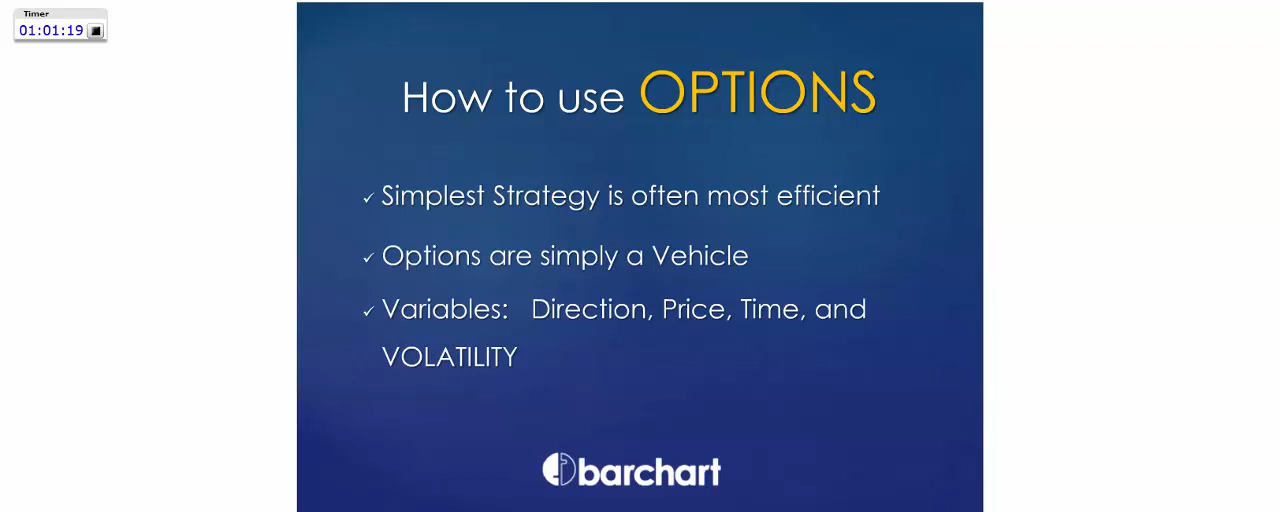 Timer
01:01:19
How to use OPTIONS
✓ Simplest Strategy is often most efficient
✓ Options are simply a Vehicle
✓ Variables: Direction, Price, Time, and
VOLATILITY
barchart